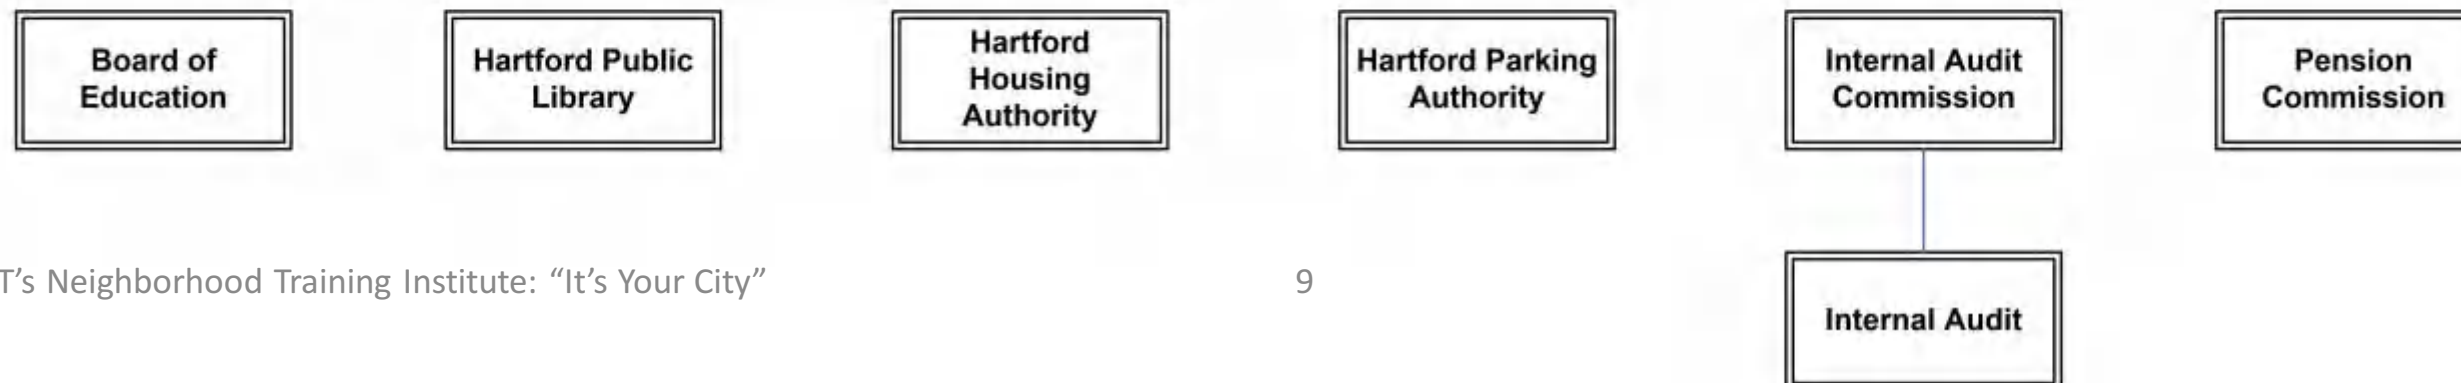 Board of
Education
Hartford Public
Library
Hartford
Housing
Authority
Hartford Parking
Authority
Internal Audit
Commission
Pension
Commission
T’s Neighborhood Training Institute: “It’s Your City”
9
Internal Audit